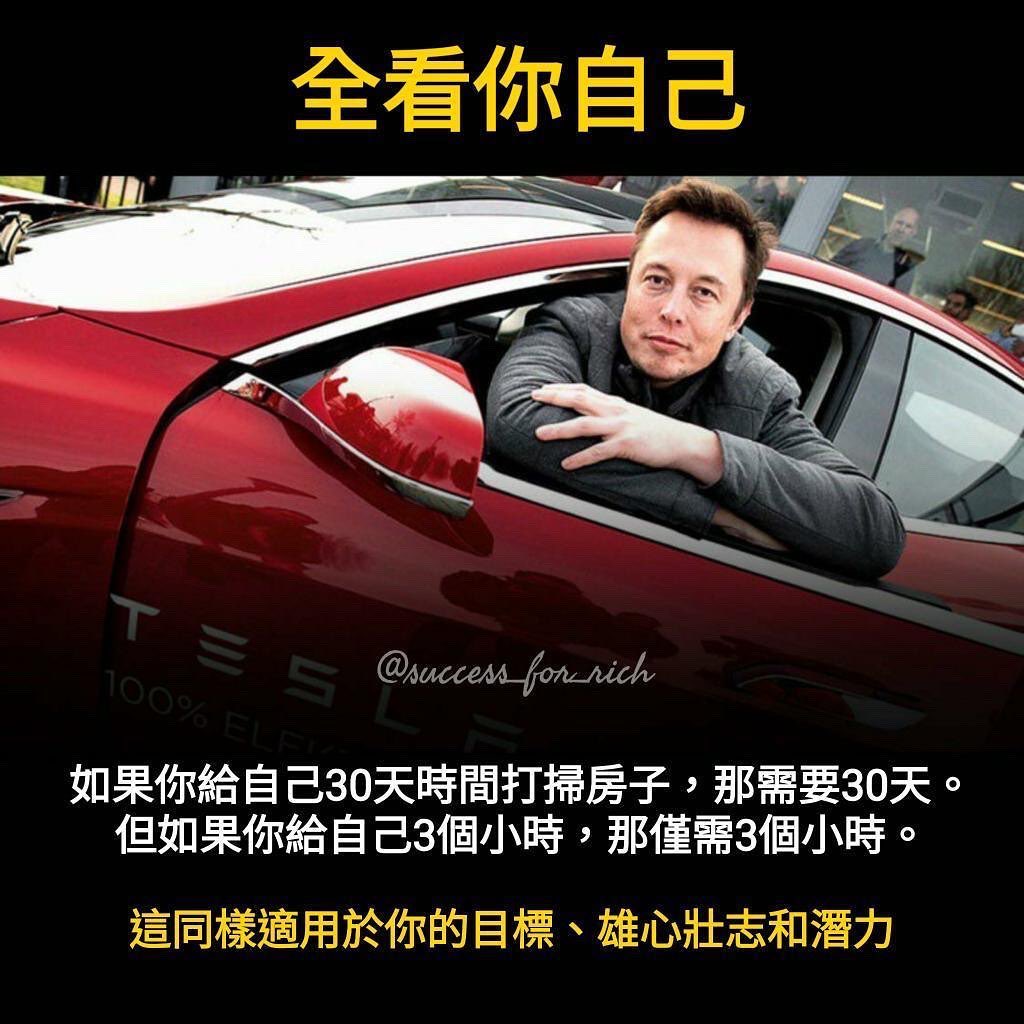 全看你自己
TESL
100% ELEK
@success_for_rich
如果你給自己30天時間打掃房子，那需要30天。
但如果你給自己3個小時，那僅需3個小時。
這同樣適用於你的目標、雄心壯志和潛力